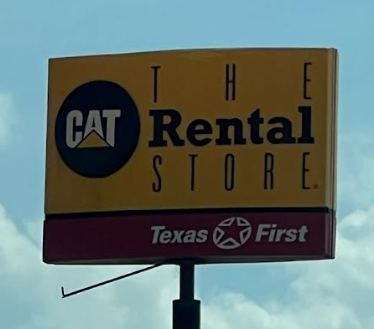 CAT
THE
Rental
STORE.
Texas First